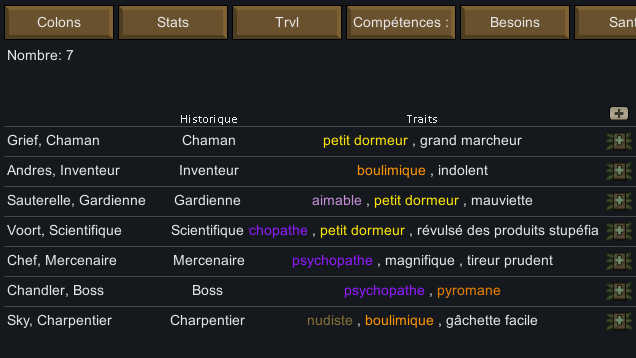 Colons Stats Trvl Compétences : Besoins Sant
Nombre: 7
Historique Traits
Grief, Chaman Chaman petit dormeur , grand marcheur
Andres, Inventeur Inventeur boulimique , indolent
Sauterelle, Gardienne Gardienne aimable , petit dormeur , mauviette
Voort, Scientifique Scientifique chopathe , petit dormeur , révulsé des produits stupéfia
Chef, Mercenaire Mercenaire psychopathe , magnifique , tireur prudent
Chandler, Boss Boss psychopathe , pyromane
Sky, Charpentier Charpentier nudiste , boulimique , gâchette facile